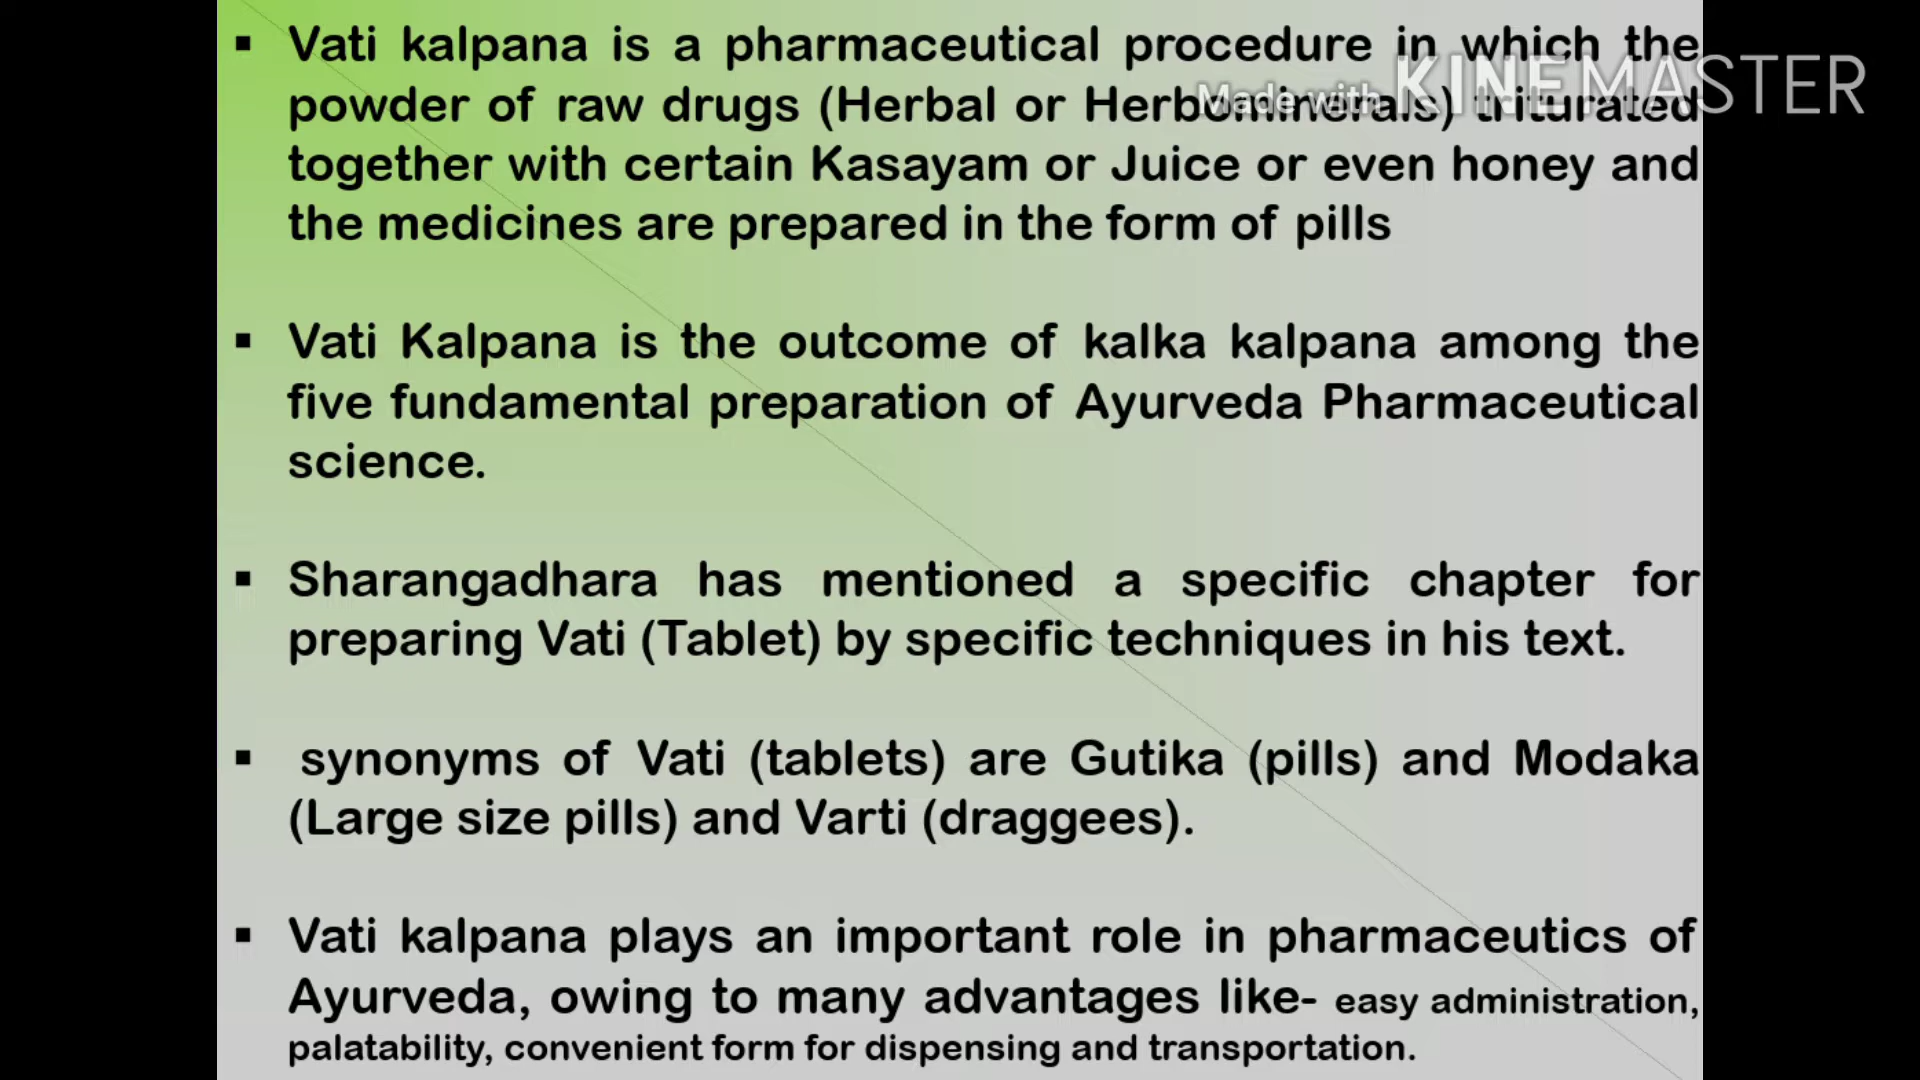 ▪ Vati kalpana is a pharmaceutical procedure in which the
Made with KINEMASTER
powder of raw drugs (Herbal or Herbominerals) triturated
together with certain Kasayam or Juice or even honey and
the medicines are prepared in the form of pills
▪ Vati Kalpana is the outcome of kalka kalpana among the
five fundamental preparation of Ayurveda Pharmaceutical
science.
▪ Sharangadhara has mentioned a specific chapter for
preparing Vati (Tablet) by specific techniques in his text.
▪ synonyms of Vati (tablets) are Gutika (pills) and Modaka
(Large size pills) and Varti (draggees).
▪ Vati kalpana plays an important role in pharmaceutics of
Ayurveda, owing to many advantages like- easy administration,
palatability, convenient form for dispensing and transportation.